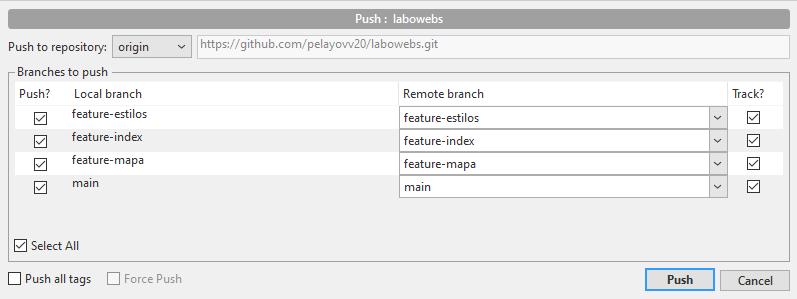 Push : labowebs
Push to repository: origin https://github.com/pelayovv20/labowebs.git
Branches to push
Push? Local branch Remote branch Track?
feature-estilos feature-estilos
feature-index feature-index
feature-mapa feature-mapa
main main
Select All
Push all tags Force Push Push Cancel